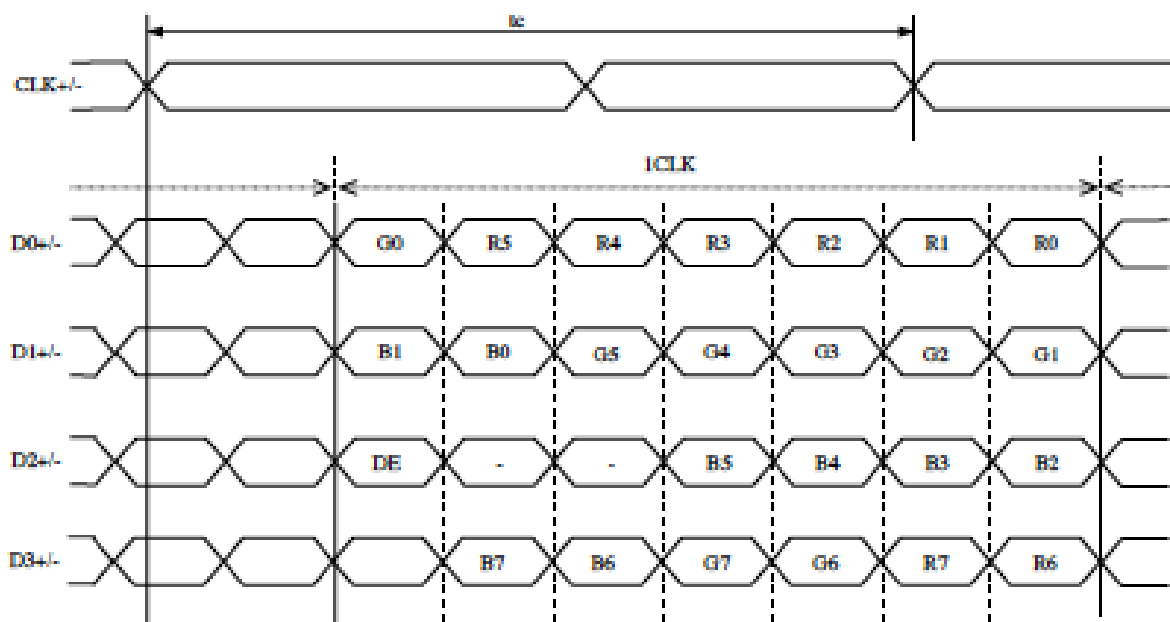 tc
CLK+/-
1CLK
D0+/- G0 R5 R4 R3 R2 R1 R0
D1+/- B1 B0 G5 G4 G3 G2 G1
D2+/- DE - - B5 B4 B3 B2
D3+/- B7 B6 G7 G6 R7 R6